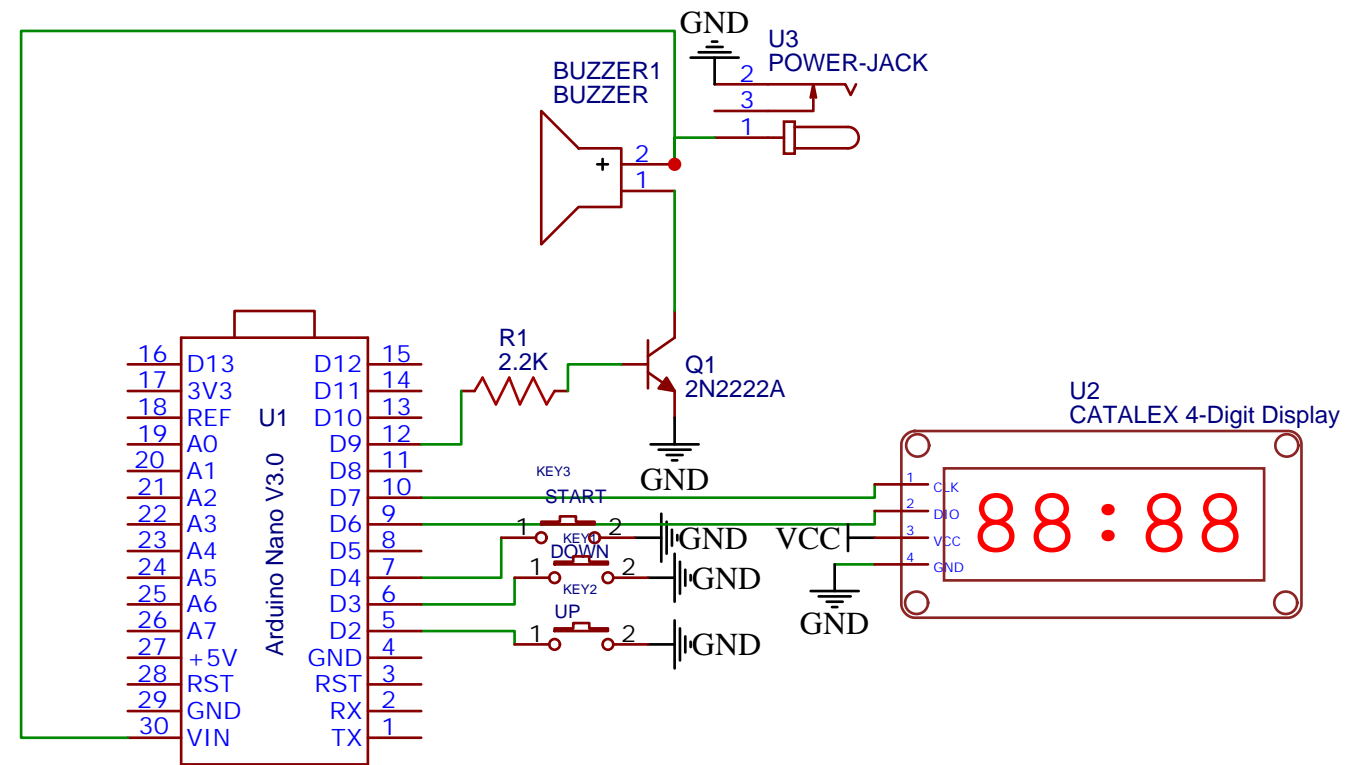 GND
U3
POWER-JACK
2
3
1
BUZZER1
BUZZER
+
2
1
R1
2.2K
Q1
2N2222A
GND
U1
Arduino Nano V3.0
16 D13
17 3V3
18 REF
19 A0
20 A1
21 A2
22 A3
23 A4
24 A5
25 A6
26 A7
27 +5V
28 RST
29 GND
30 VIN
D12 15
D11 14
D10 13
D9 12
D8 11
D7 10
D6 9
D5 8
D4 7
D3 6
D2 5
GND 4
RST 3
RX 2
TX 1
KEY3
START
1 2 GND
KEY1
DOWN
1 2 GND
KEY2
UP
1 2 GND
U2
CATALEX 4-Digit Display
1 CLK
2 DIO
VCC 3 VCC
4 GND
GND
88:88